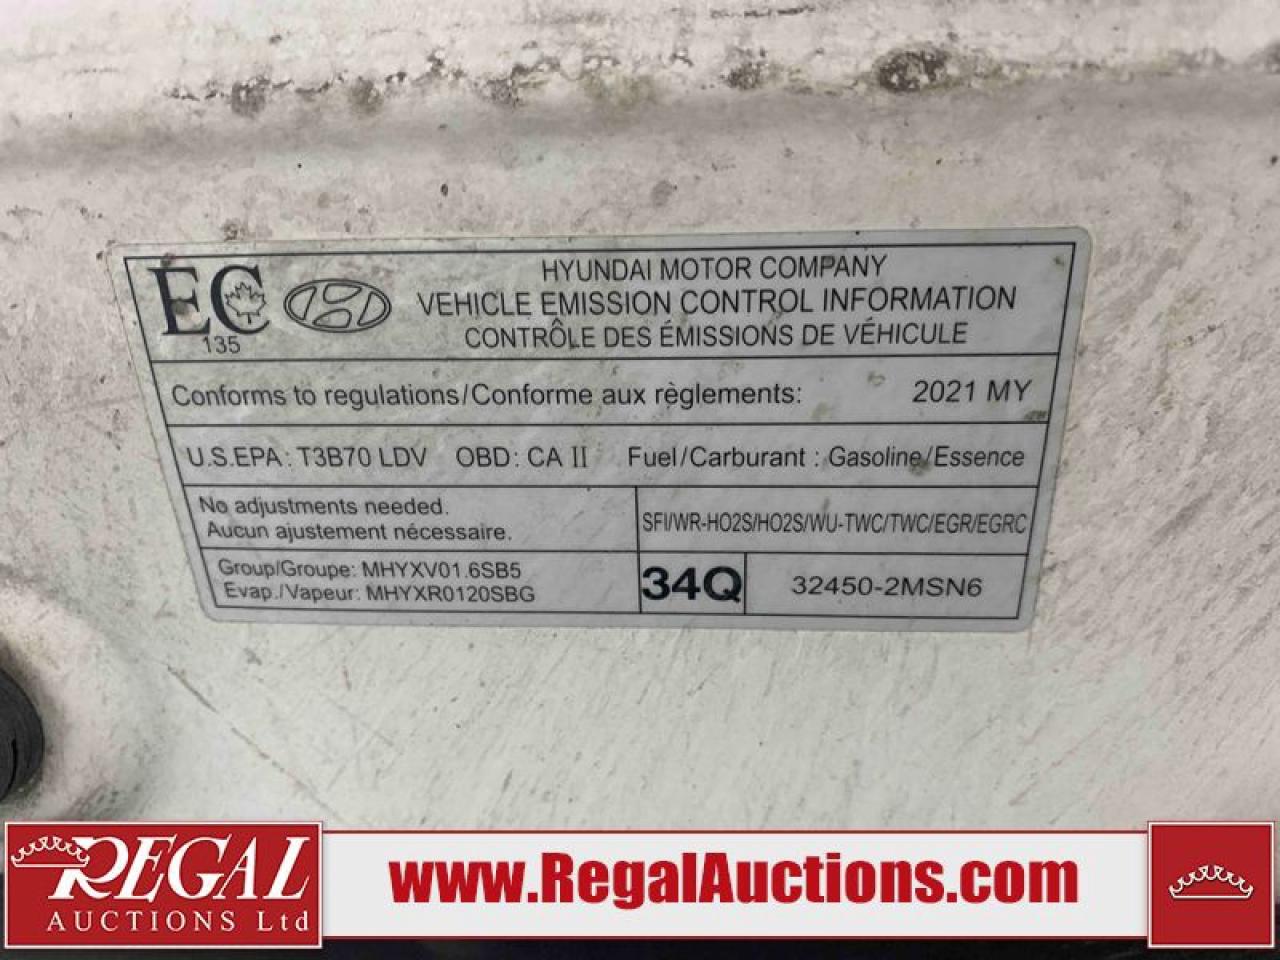 EC
135
HYUNDAI MOTOR COMPANY
VEHICLE EMISSION CONTROL INFORMATION
CONTRÔLE DES ÉMISSIONS DE VÉHICULE
Conforms to regulations/Conforme aux règlements: 2021 MY
U.S.EPA : T3B70 LDV OBD : CA II Fuel/Carburant : Gasoline/Essence
No adjustments needed.
Aucun ajustement nécessaire.
SFI/WR-HO2S/HO2S/WU-TWC/TWC/EGR/EGRC
Group/Groupe: MHYXV01.6SB5
Evap./Vapeur: MHYXR0120SBG
34Q
32450-2MSN6
REGAL
AUCTIONS Ltd
www.RegalAuctions.com